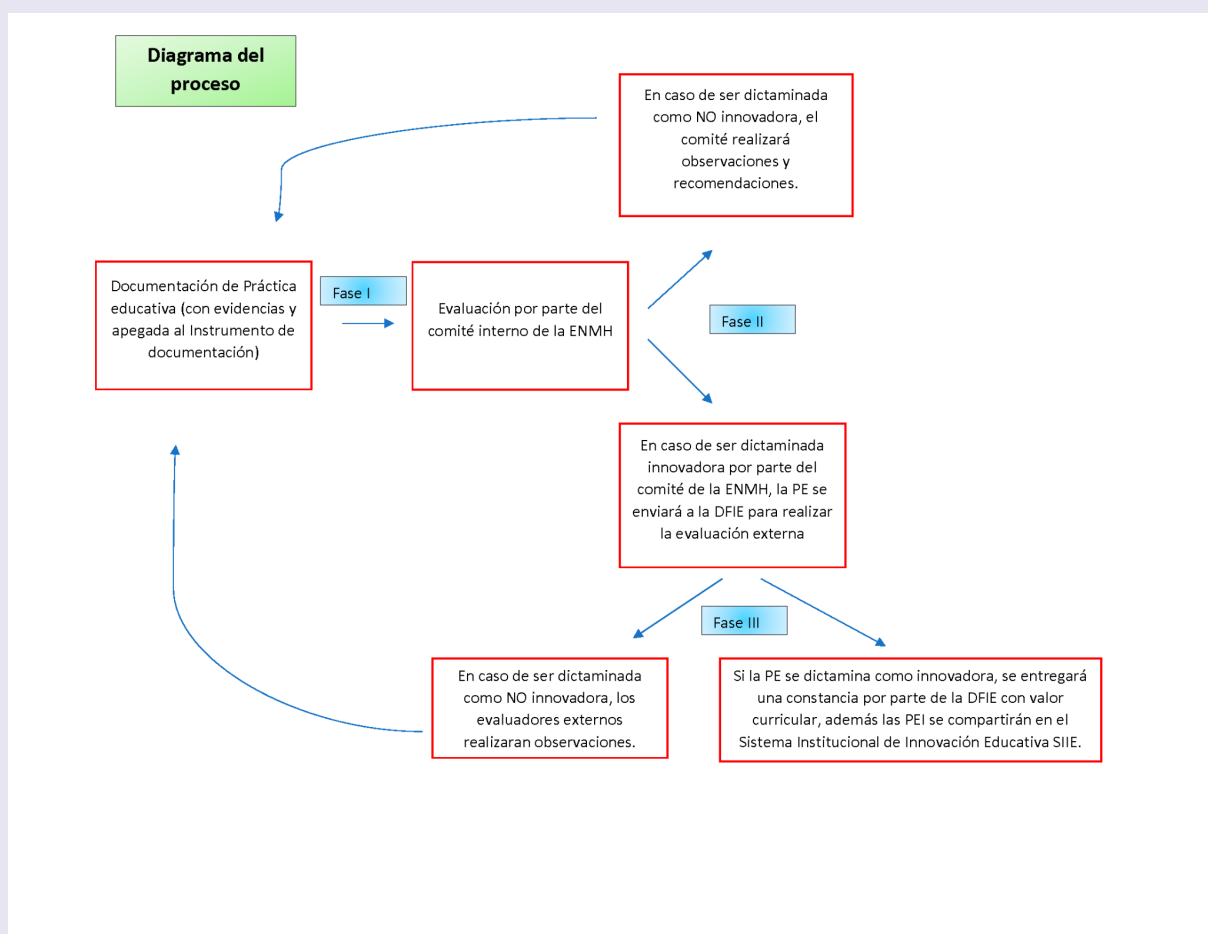 Diagrama del
proceso
En caso de ser dictaminada
como NO innovadora, el
comité realizará
observaciones y
recomendaciones.
Documentación de Práctica
educativa (con evidencias y
apegada al Instrumento de
documentación)
Fase I
Evaluación por parte del
comité interno de la ENMH
Fase II
En caso de ser dictaminada
innovadora por parte del
comité de la ENMH, la PE se
enviará a la DFIE para realizar
la evaluación externa
Fase III
En caso de ser dictaminada
como NO innovadora, los
evaluadores externos
realizaran observaciones.
Si la PE se dictamina como innovadora, se entregará
una constancia por parte de la DFIE con valor
curricular, además las PEI se compartirán en el
Sistema Institucional de Innovación Educativa SIIE.